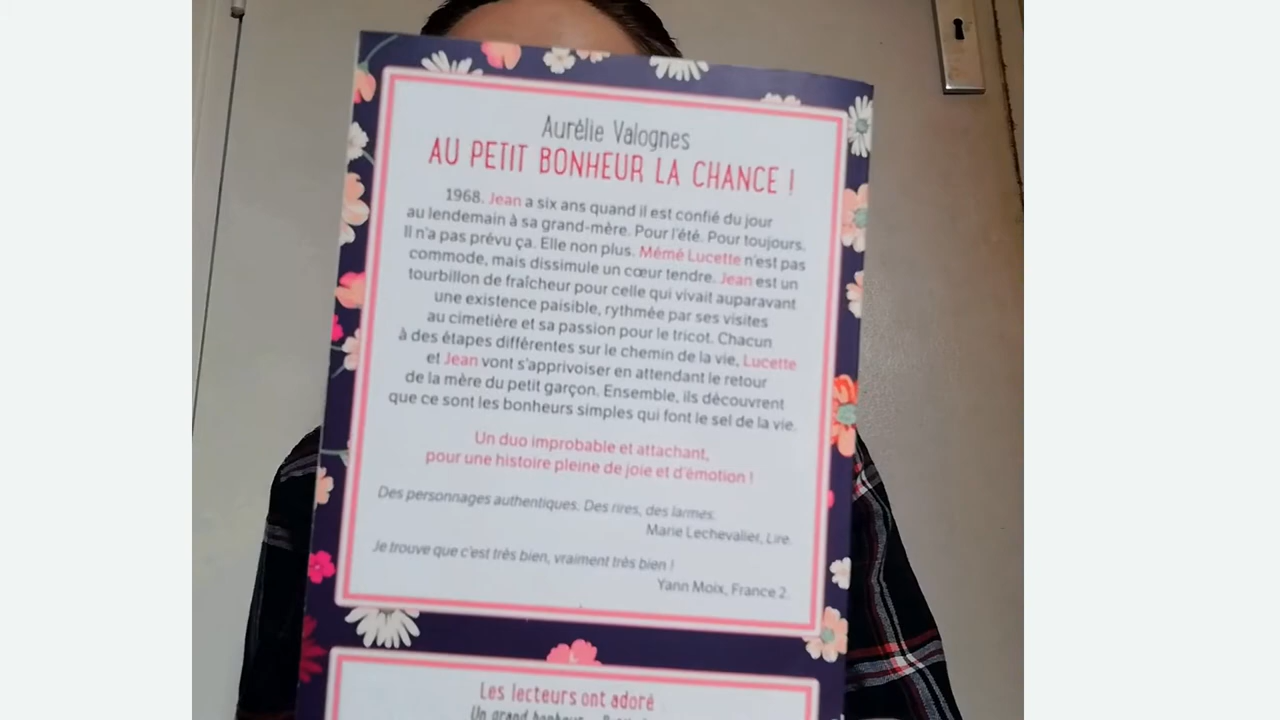 Aurélie Valognes
AU PETIT BONHEUR LA CHANCE !
1968. Jean a six ans quand il est confié du jour
au lendemain à sa grand-mère. Pour l'été. Pour toujours.
Il n'a pas prévu ça. Elle non plus. Mémé Lucette n'est pas
commode, mais dissimule un cœur tendre. Jean est un
tourbillon de fraîcheur pour celle qui vivait auparavant
une existence paisible, rythmée par ses visites
au cimetière et sa passion pour le tricot. Chacun
à des étapes différentes sur le chemin de la vie, Lucette
et Jean vont s'apprivoiser en attendant le retour
de la mère du petit garçon. Ensemble, ils découvrent
que ce sont les bonheurs simples qui font le sel de la vie.
Un duo improbable et attachant,
pour une histoire pleine de joie et d'émotion !
Des personnages authentiques. Des rires, des larmes.
Marie Lechevalier, Lire.
Je trouve que c'est très bien, vraiment très bien !
Yann Moix, France 2.
Les lecteurs ont adoré
Un grand bonheur